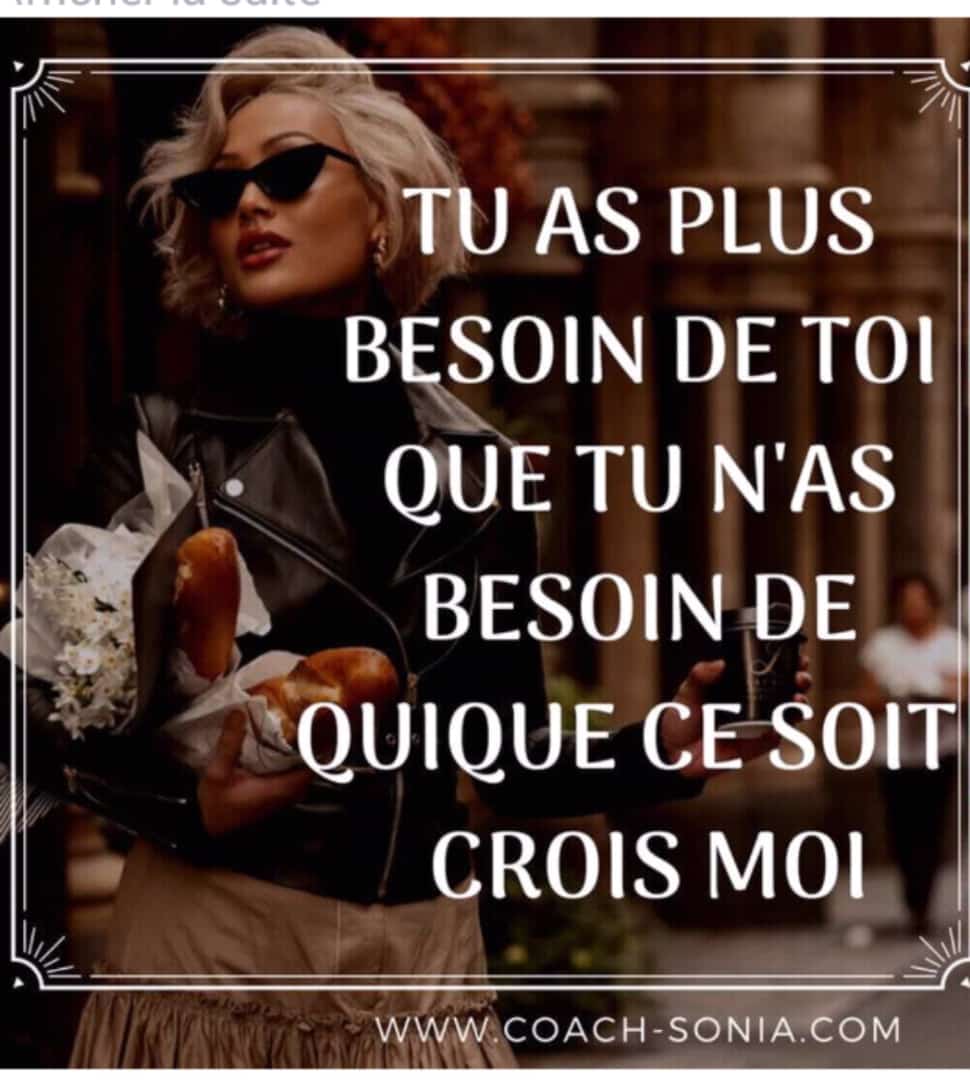 TU AS PLUS
BESOIN DE TOI
QUE TU N'AS
BESOIN DE
QUIQUE CE SOIT
CROIS MOI
WWW.COACH-SONIA.COM